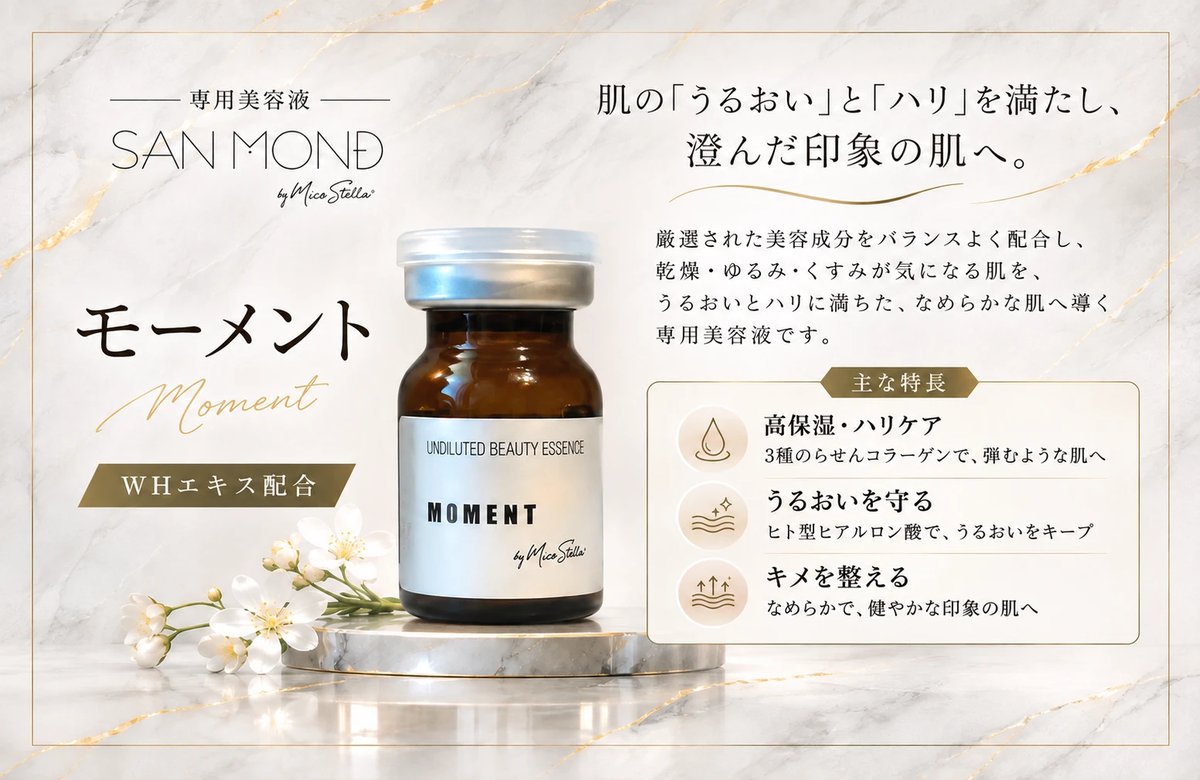 専用美容液
SAN MOND
by Mico Stella®
モーメント
Moment
WHエキス配合
UNDILUTED BEAUTY ESSENCE
MOMENT
by Mico Stella
肌の「うるおい」と「ハリ」を満たし、
澄んだ印象の肌へ。
厳選された美容成分をバランスよく配合し、
乾燥・ゆるみ・くすみが気になる肌を、
うるおいとハリに満ちた、なめらかな肌へ導く
専用美容液です。
主な特長
高保湿・ハリケア
3種のらせんコラーゲンで、弾むような肌へ
うるおいを守る
ヒト型ヒアルロン酸で、うるおいをキープ
キメを整える
なめらかで、健やかな印象の肌へ